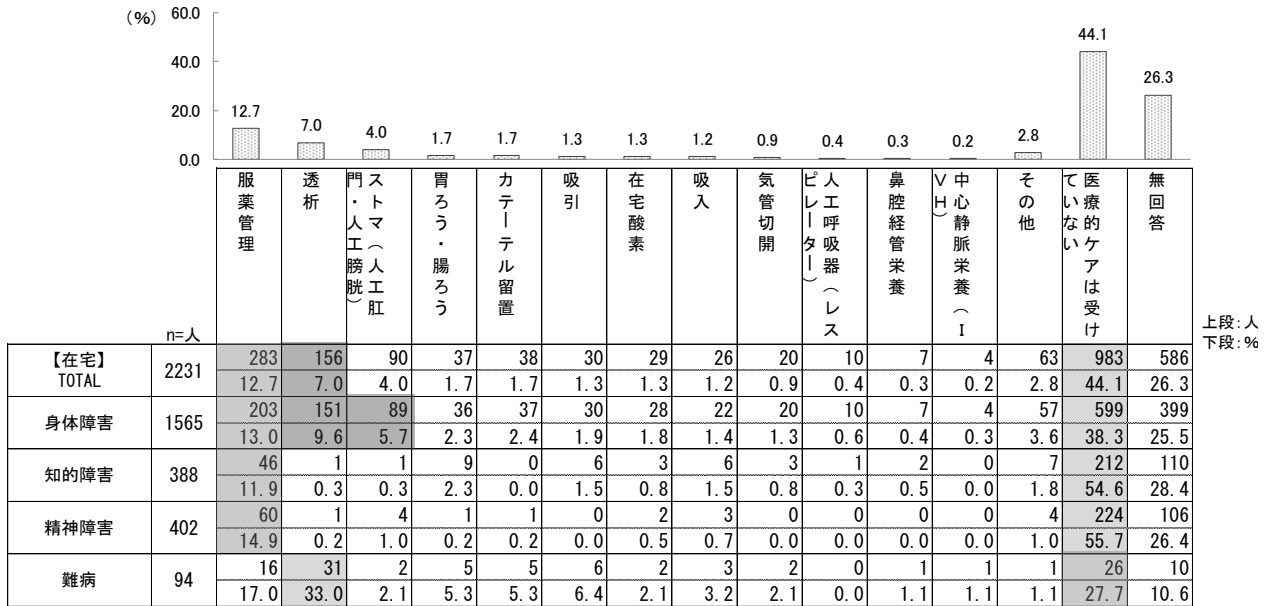 (%)
60.0
40.0
20.0
0.0
12.7
7.0
4.0
1.7
1.7
1.3
1.3
1.2
0.9
0.4
0.3
0.2
2.8
44.1
26.3
服薬管理
透析
ストマ(人工肛
門・人工膀胱)
胃ろう・腸ろう
カテーテル留置
吸引
在宅酸素
吸入
気管切開
人工呼吸器(レス
ピレーター)
鼻腔経管栄養
中心静脈栄養(I
VH)
その他
医療的ケアは受け
ていない
無回答
n=人
上段:人
下段:%
【在宅】 TOTAL 2231
283 156 90 37 38 30 29 26 20 10 7 4 63 983 586
12.7 7.0 4.0 1.7 1.7 1.3 1.3 1.2 0.9 0.4 0.3 0.2 2.8 44.1 26.3
身体障害 1565
203 151 89 36 37 30 28 22 20 10 7 4 57 599 399
13.0 9.6 5.7 2.3 2.4 1.9 1.8 1.4 1.3 0.6 0.4 0.3 3.6 38.3 25.5
知的障害 388
46 1 1 9 0 6 3 6 3 1 2 0 7 212 110
11.9 0.3 0.3 2.3 0.0 1.5 0.8 1.5 0.8 0.3 0.5 0.0 1.8 54.6 28.4
精神障害 402
60 1 4 1 1 0 2 3 0 0 0 0 4 224 106
14.9 0.2 1.0 0.2 0.2 0.0 0.5 0.7 0.0 0.0 0.0 0.0 1.0 55.7 26.4
難病 94
16 31 2 5 5 6 2 3 2 0 1 1 1 26 10
17.0 33.0 2.1 5.3 5.3 6.4 2.1 3.2 2.1 0.0 1.1 1.1 1.1 27.7 10.6